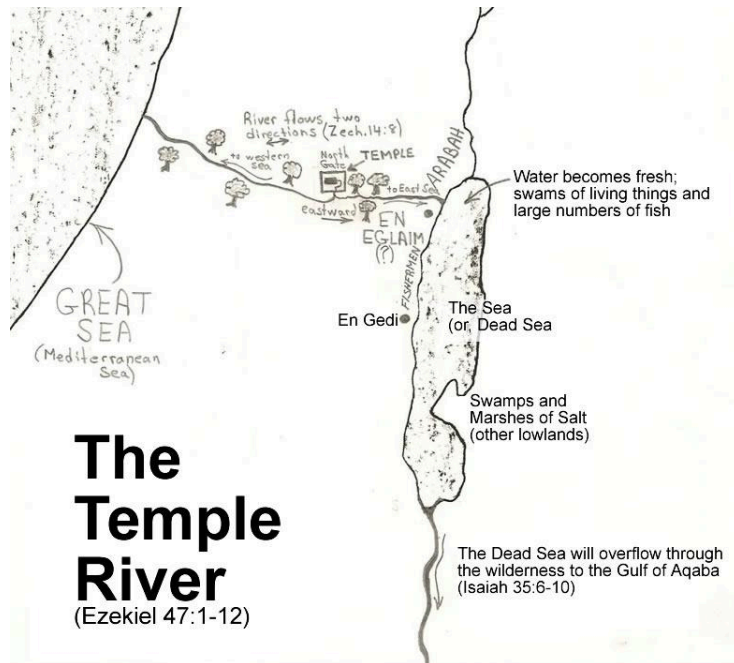 River flows, two
directions (Zech.14:8)
to western
sea
North
Gate
TEMPLE
to East Sea
ARABAH
eastward
EN
EGLAIM
(?)
FISHERMEN
En Gedi
Water becomes fresh;
swams of living things and
large numbers of fish
GREAT
SEA
(Mediterranean
Sea)
The Sea
(or, Dead Sea
Swamps and
Marshes of Salt
(other lowlands)
The
Temple
River
(Ezekiel 47:1-12)
The Dead Sea will overflow through
the wilderness to the Gulf of Aqaba
(Isaiah 35:6-10)